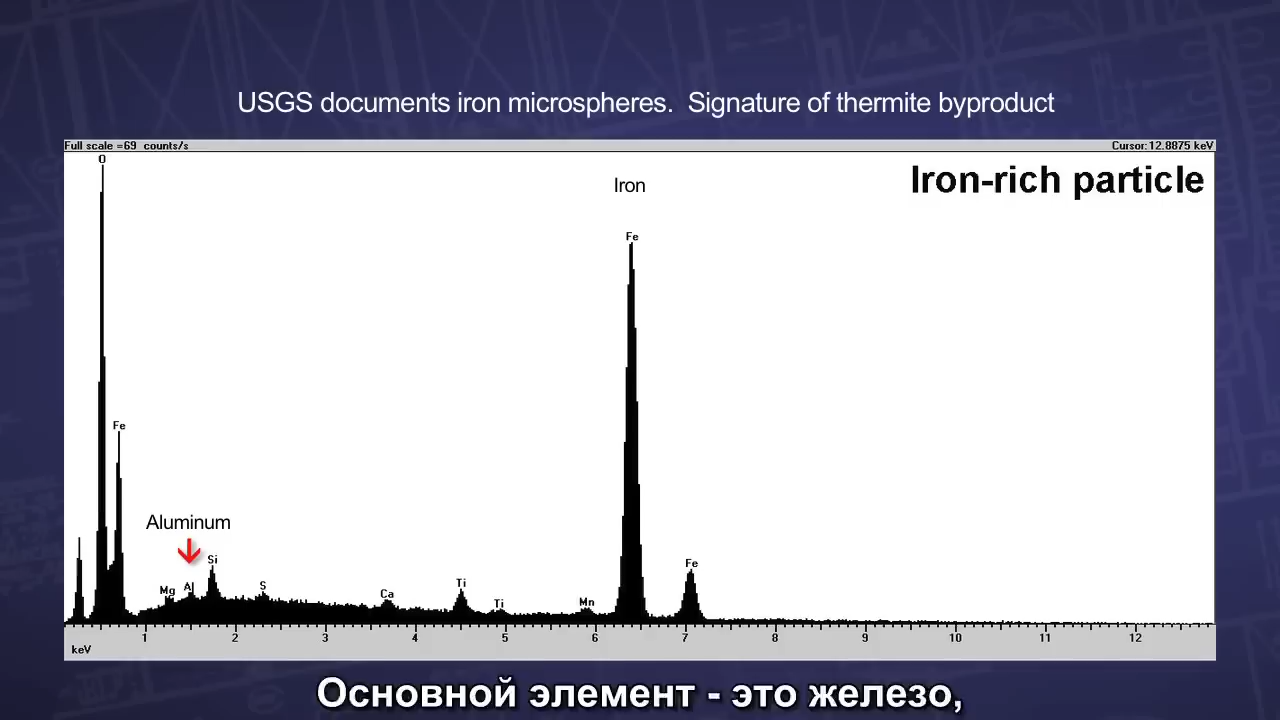 USGS documents iron microspheres. Signature of thermite byproduct
Full scale =69 counts/s
Cursor: 12.8875 keV
Iron-rich particle
O
Iron
Fe
Fe
Aluminum
Si
Fe
Mg
Al
S
Ca
Ti
Ti
Mn
1 2 3 4 5 6 7 8 9 10 11 12
keV
Основной элемент - это железо,